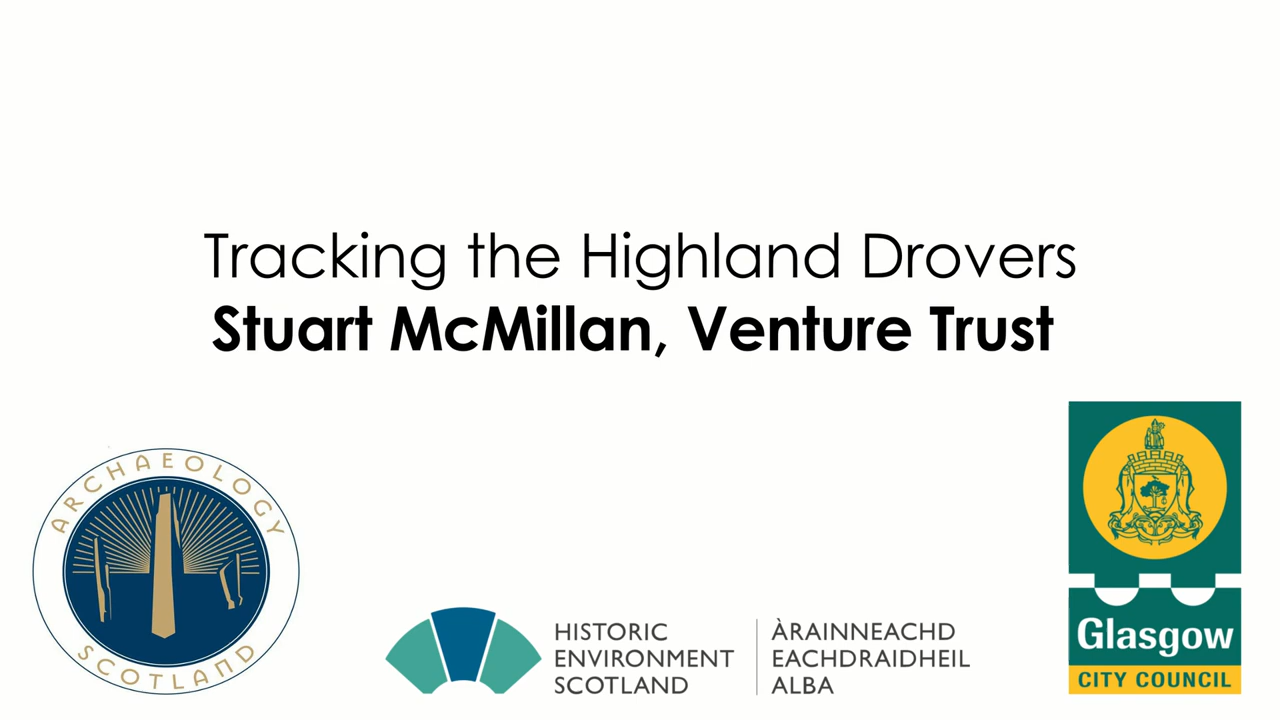 Tracking the Highland Drovers
Stuart McMillan, Venture Trust
ARCHAEOLOGY
SCOTLAND
HISTORIC
ENVIRONMENT
SCOTLAND
ÀRAINNEACHD
EACHDRAIDHEIL
ALBA
Glasgow
CITY COUNCIL